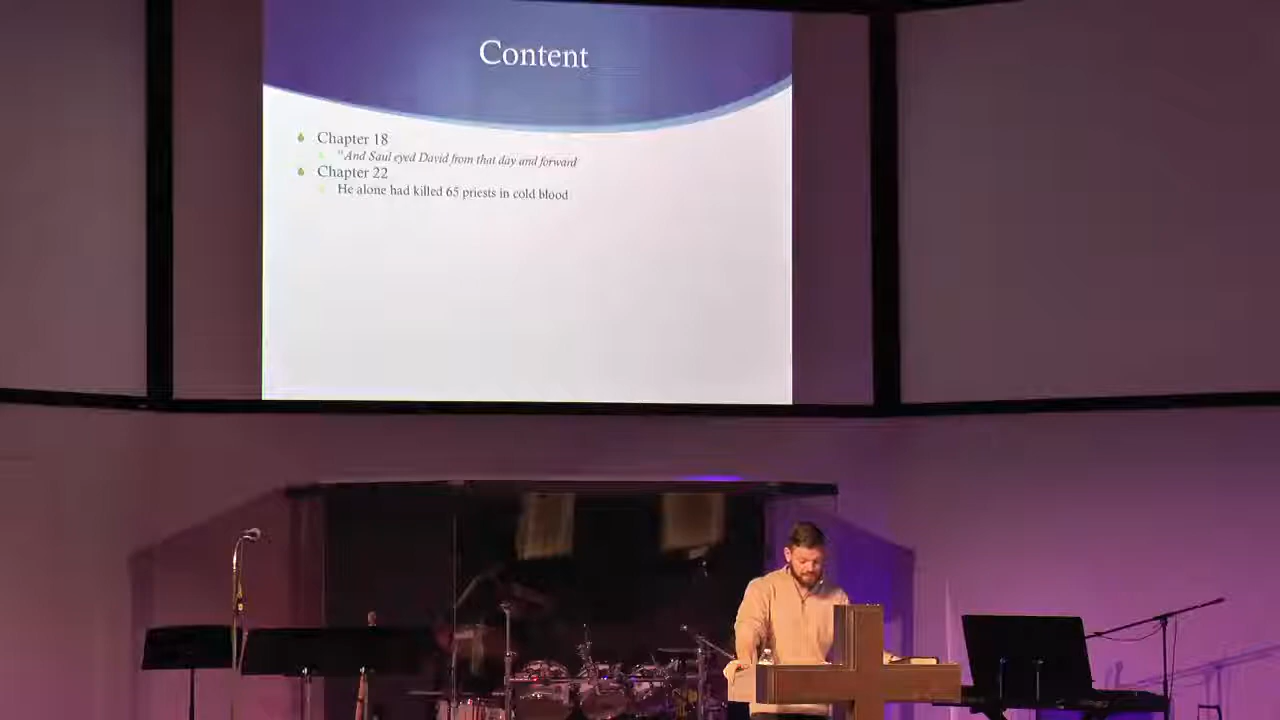 Content
Chapter 18
"And Saul eyed David from that day and forward
Chapter 22
He alone had killed 65 priests in cold blood